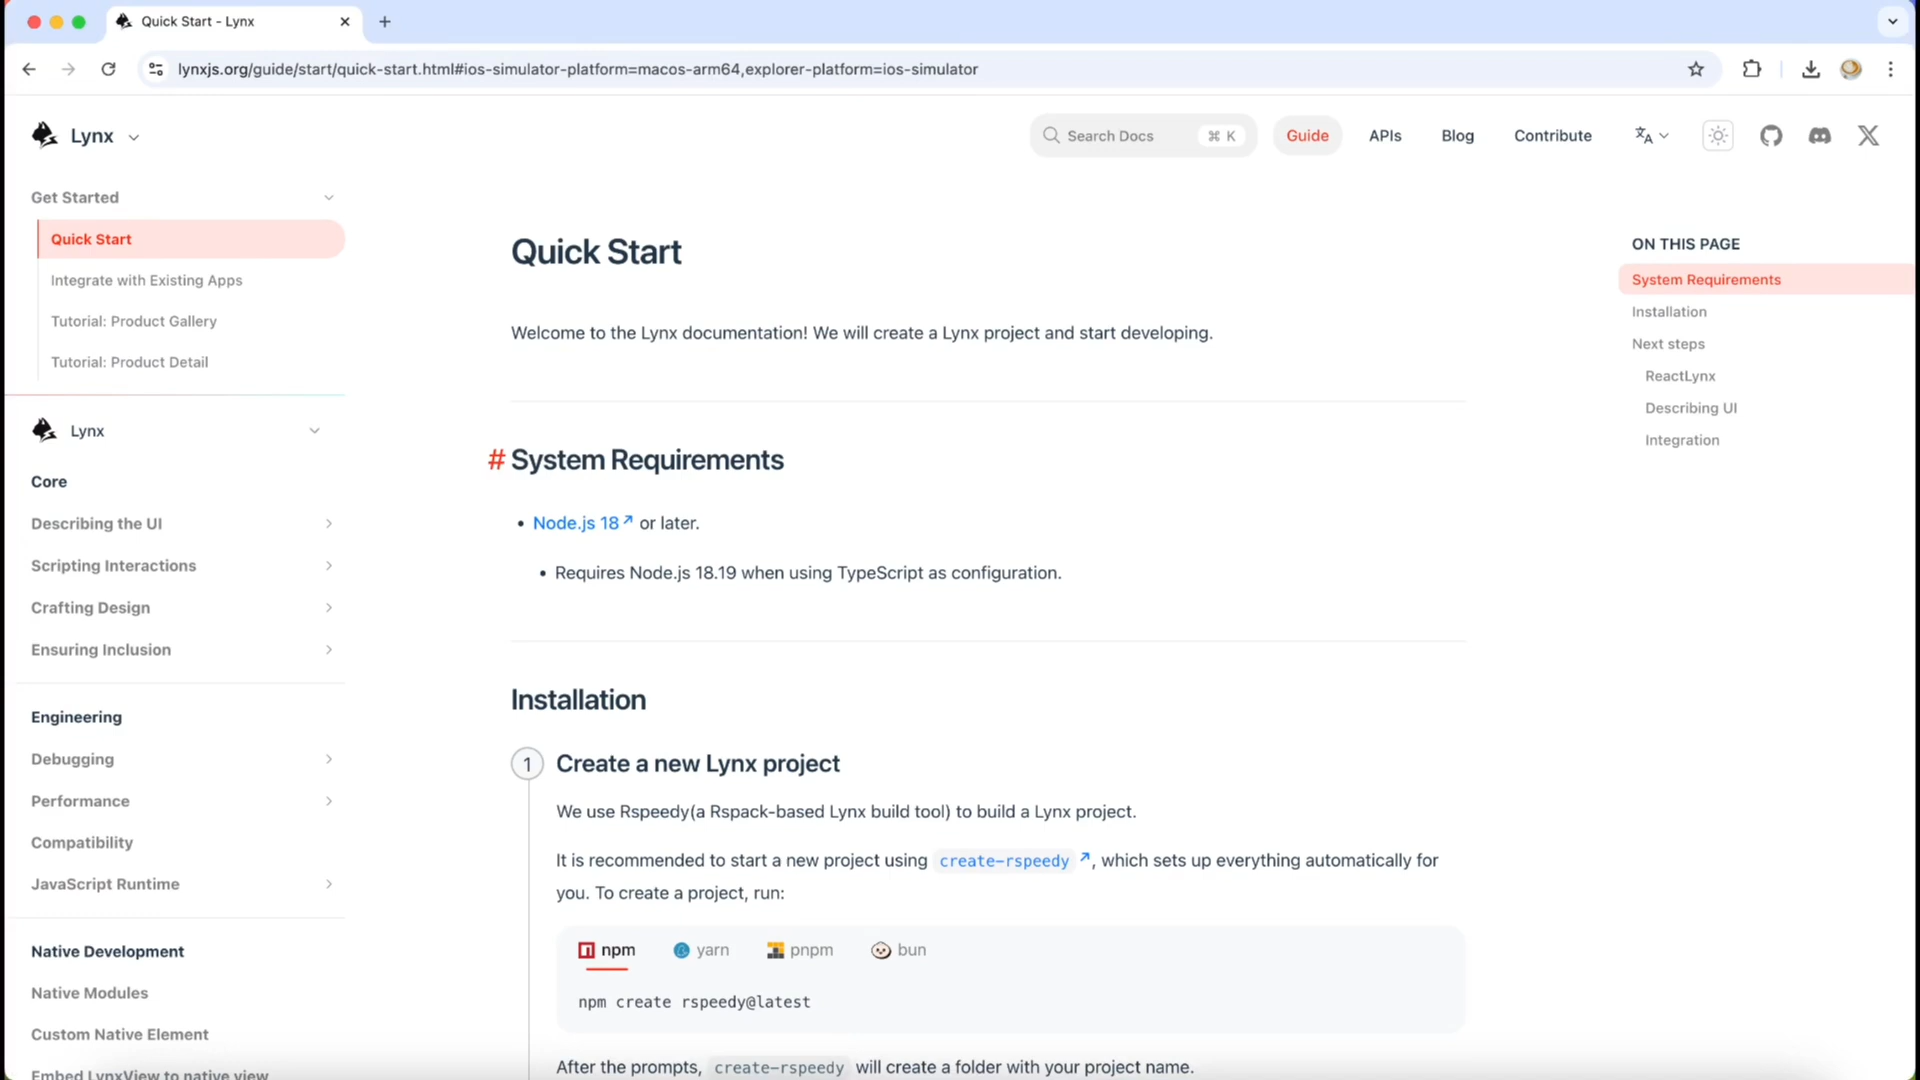 Quick Start - Lynx
lynxjs.org/guide/start/quick-start.html#ios-simulator-platform=macos-arm64,explorer-platform=ios-simulator
Lynx
Search Docs ⌘ K
Guide
APIs
Blog
Contribute
Get Started
Quick Start
Integrate with Existing Apps
Tutorial: Product Gallery
Tutorial: Product Detail
Lynx
Core
Describing the UI
Scripting Interactions
Crafting Design
Ensuring Inclusion
Engineering
Debugging
Performance
Compatibility
JavaScript Runtime
Native Development
Native Modules
Custom Native Element
Embed LynxView to native view
Quick Start
Welcome to the Lynx documentation! We will create a Lynx project and start developing.
# System Requirements
• Node.js 18↗ or later.
• Requires Node.js 18.19 when using TypeScript as configuration.
Installation
1 Create a new Lynx project
We use Rspeedy(a Rspack-based Lynx build tool) to build a Lynx project.
It is recommended to start a new project using create-rspeedy ↗, which sets up everything automatically for
you. To create a project, run:
npm yarn pnpm bun
npm create rspeedy@latest
After the prompts, create-rspeedy will create a folder with your project name.
ON THIS PAGE
System Requirements
Installation
Next steps
ReactLynx
Describing UI
Integration